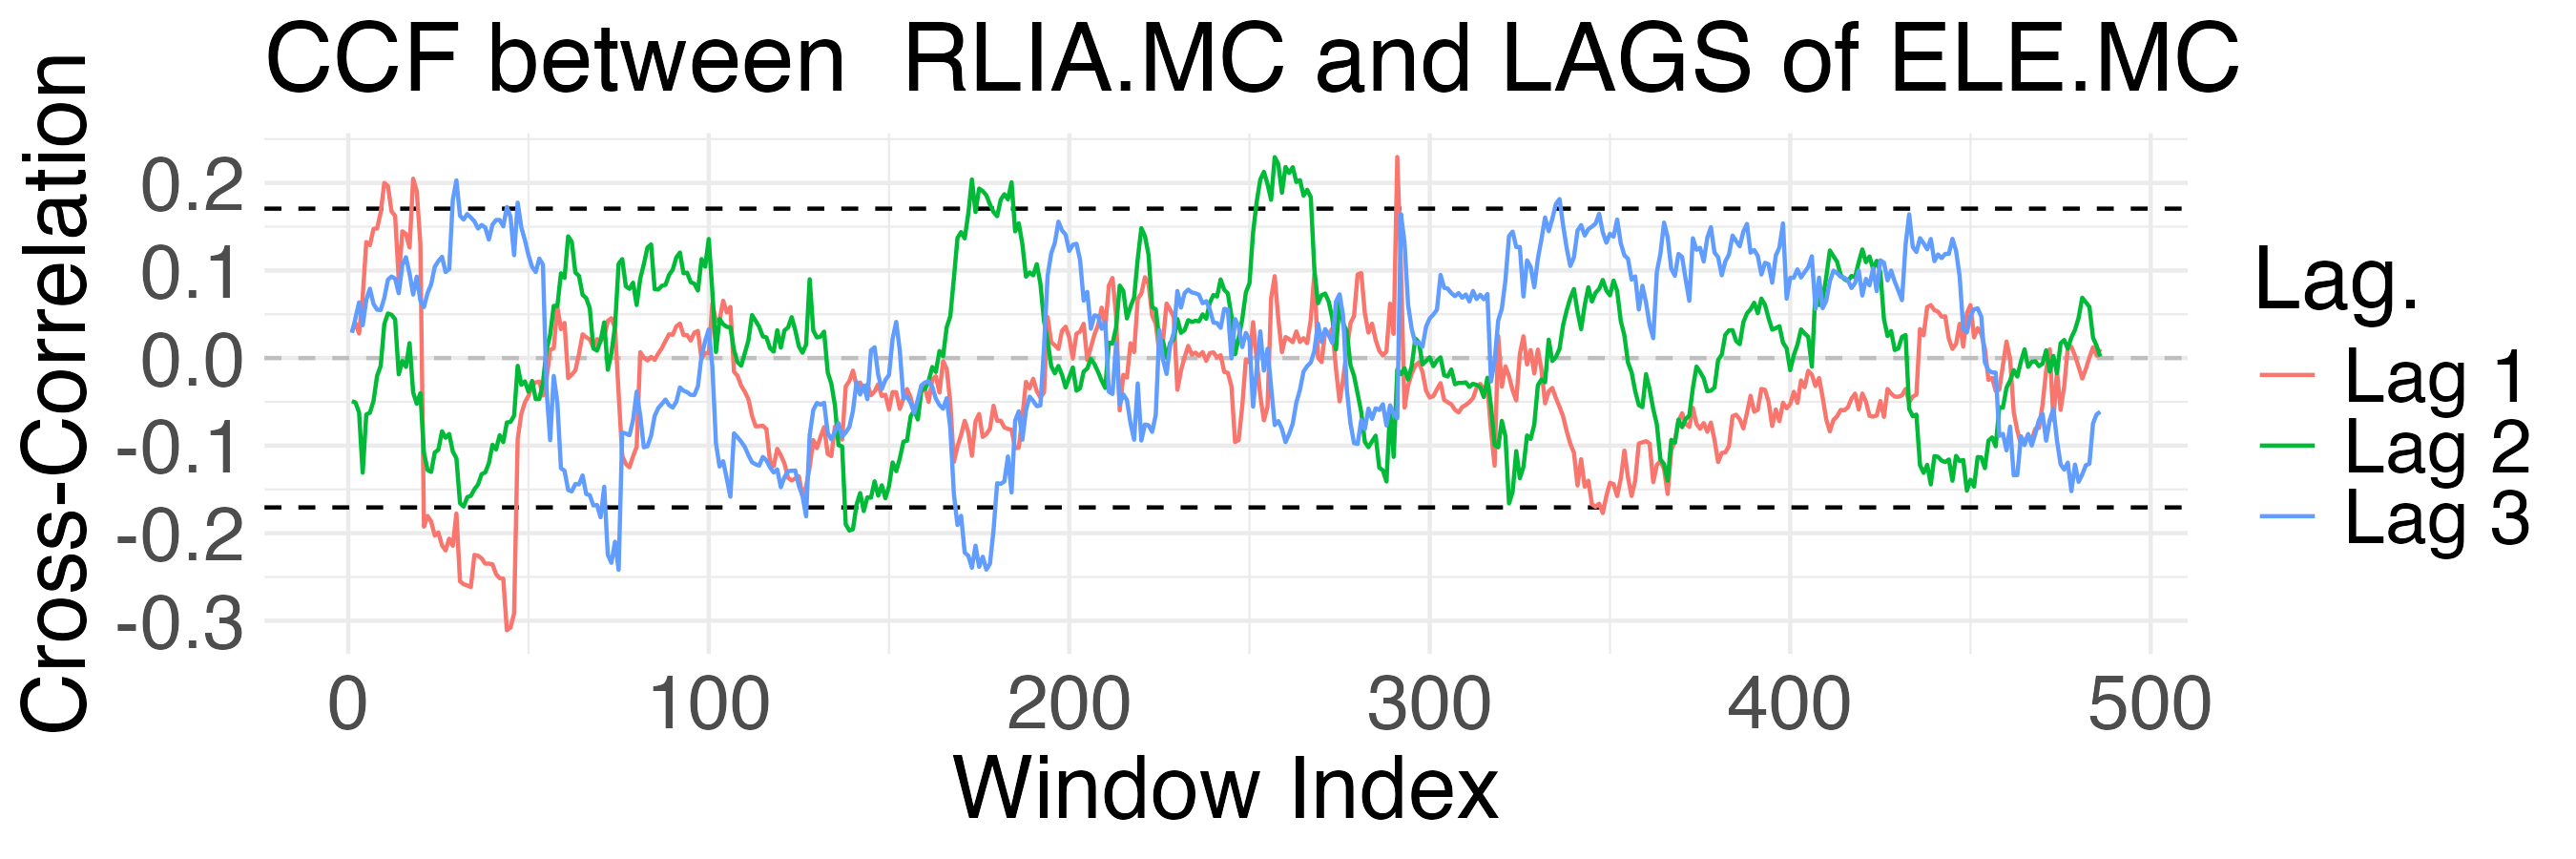 CCF between  RLIA.MC and LAGS of ELE.MC
Cross-Correlation
0.2
0.1
0.0
-0.1
-0.2
-0.3
0 100 200 300 400 500
Window Index
Lag.
Lag 1
Lag 2
Lag 3